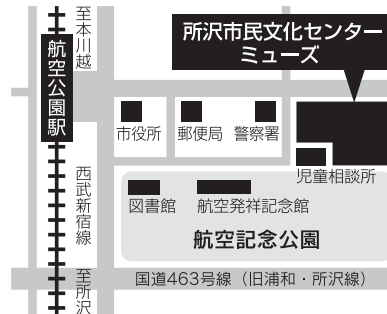 至本川越
航空公園駅
西武新宿線
至所沢
所沢市民文化センター
ミューズ
市役所
郵便局
警察署
児童相談所
図書館
航空発祥記念館
航空記念公園
国道463号線（旧浦和・所沢線）